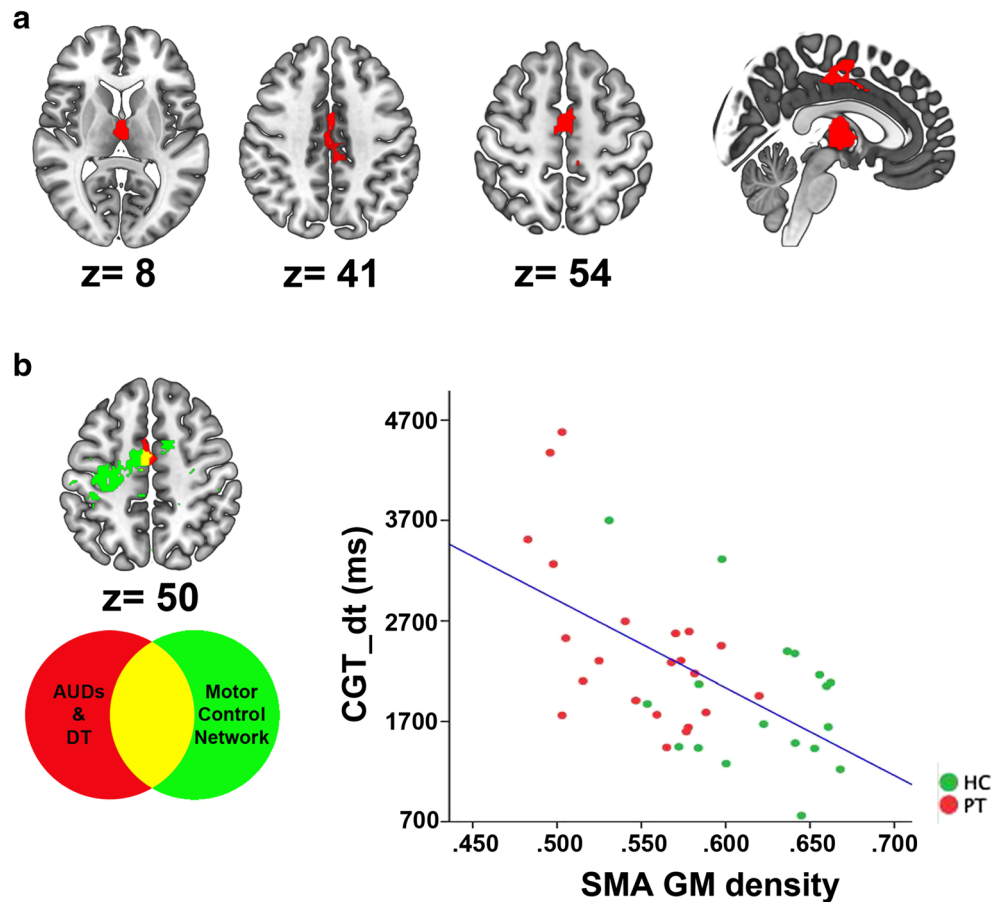 a
z= 8
z= 41
z= 54
b
z= 50
AUDs
&
DT
Motor
Control
Network
CGT_dt (ms)
4700
3700
2700
1700
700
.450
.500
.550
.600
.650
.700
SMA GM density
HC
PT